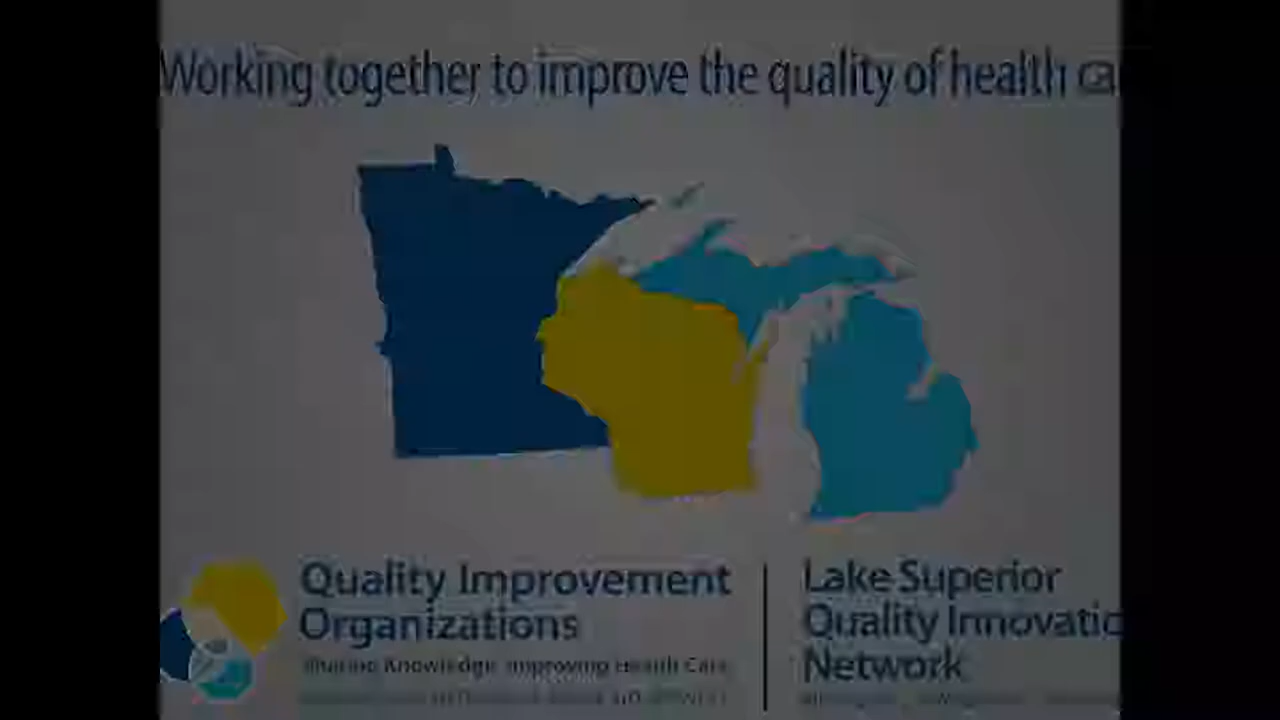 Working together to improve the quality of health ca
Quality Improvement
Organizations
Sharing Knowledge. Improving Health Care.
Lake Superior
Quality Innovatio
Network